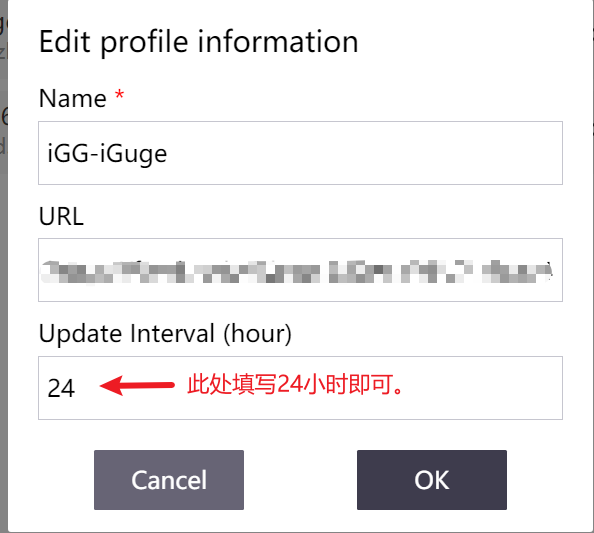 Edit profile information
Name *
iGG-iGuge
URL
Update Interval (hour)
24
此处填写24小时即可。
Cancel
OK